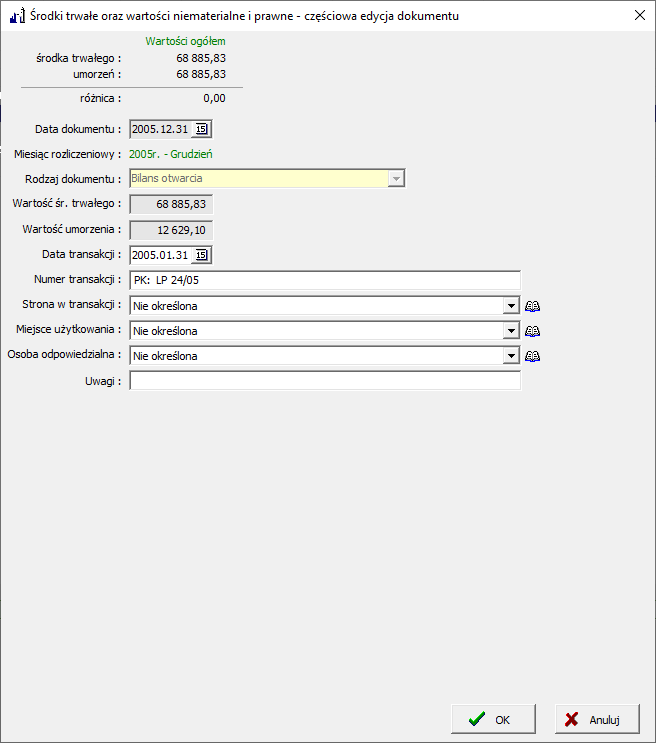 Środki trwałe oraz wartości niematerialne i prawne - częściowa edycja dokumentu
Wartości ogółem
środka trwałego : 68 885,83
umorzeń : 68 885,83
różnica : 0,00
Data dokumentu : 2005.12.31 15
Miesiąc rozliczeniowy : 2005r. - Grudzień
Rodzaj dokumentu : Bilans otwarcia
Wartość śr. trwałego : 68 885,83
Wartość umorzenia : 12 629,10
Data transakcji : 2005.01.31 15
Numer transakcji : PK: LP 24/05
Strona w transakcji : Nie określona
Miejsce użytkowania : Nie określona
Osoba odpowiedzialna : Nie określona
Uwagi :
OK Anuluj